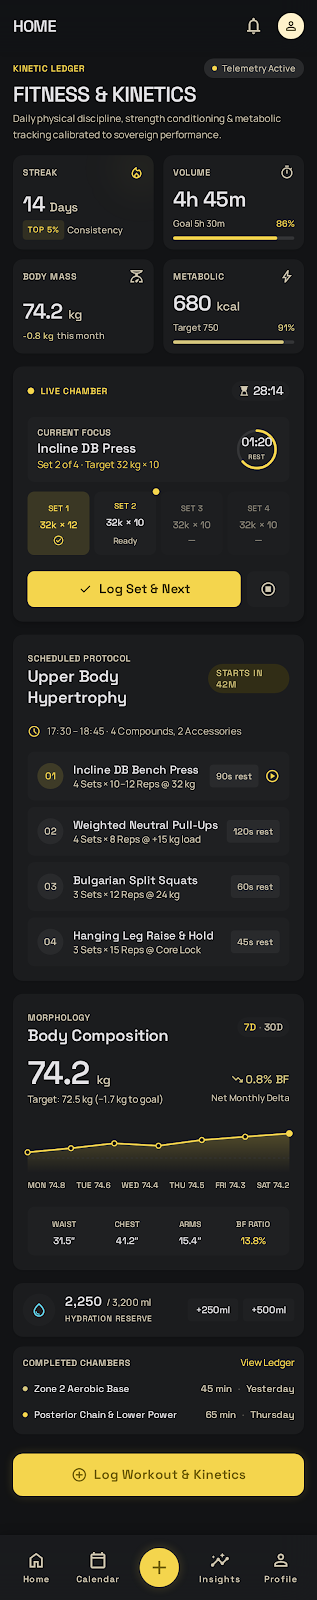 HOME
KINETIC LEDGER
Telemetry Active
FITNESS & KINETICS
Daily physical discipline, strength conditioning & metabolic
tracking calibrated to sovereign performance.
STREAK
14 Days
TOP 5% Consistency
VOLUME
4h 45m
Goal 5h 30m 86%
BODY MASS
74.2 kg
-0.8 kg this month
METABOLIC
680 kcal
Target 750 91%
LIVE CHAMBER
28:14
CURRENT FOCUS
Incline DB Press
Set 2 of 4 · Target 32 kg × 10
01:20
REST
SET 1
32k × 12
SET 2
32k × 10
Ready
SET 3
32k × 10
—
SET 4
32k × 10
—
Log Set & Next
SCHEDULED PROTOCOL
Upper Body
Hypertrophy
STARTS IN
42M
17:30 – 18:45 · 4 Compounds, 2 Accessories
01
Incline DB Bench Press
4 Sets × 10–12 Reps @ 32 kg
90s rest
02
Weighted Neutral Pull-Ups
4 Sets × 8 Reps @ +15 kg load
120s rest
03
Bulgarian Split Squats
3 Sets × 12 Reps @ 24 kg
60s rest
04
Hanging Leg Raise & Hold
3 Sets × 15 Reps @ Core Lock
45s rest
MORPHOLOGY
Body Composition
7D · 30D
74.2 kg
Target: 72.5 kg (−1.7 kg to goal)
0.8% BF
Net Monthly Delta
MON 74.8 TUE 74.6 WED 74.4 THU 74.5 FRI 74.3 SAT 74.2
WAIST
31.5"
CHEST
41.2"
ARMS
15.4"
BF RATIO
13.8%
2,250 / 3,200 ml
HYDRATION RESERVE
+250ml
+500ml
COMPLETED CHAMBERS
View Ledger
Zone 2 Aerobic Base 45 min · Yesterday
Posterior Chain & Lower Power 65 min · Thursday
Log Workout & Kinetics
Home
Calendar
Insights
Profile